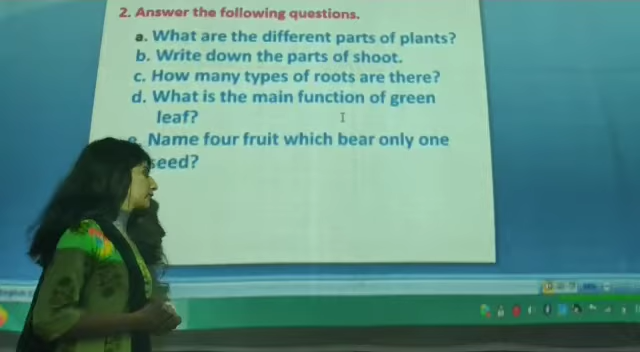 2. Answer the following questions.
a. What are the different parts of plants?
b. Write down the parts of shoot.
c. How many types of roots are there?
d. What is the main function of green
leaf?
e. Name four fruit which bear only one
seed?